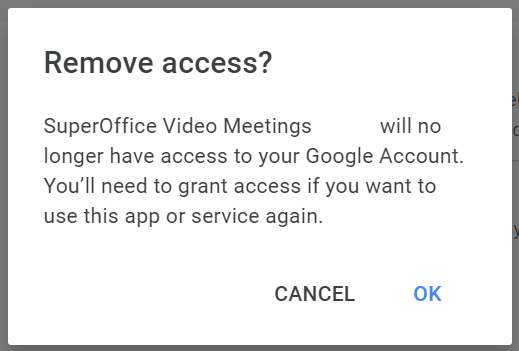 Remove access?
SuperOffice Video Meetings will no
longer have access to your Google Account.
You’ll need to grant access if you want to
use this app or service again.
CANCEL OK